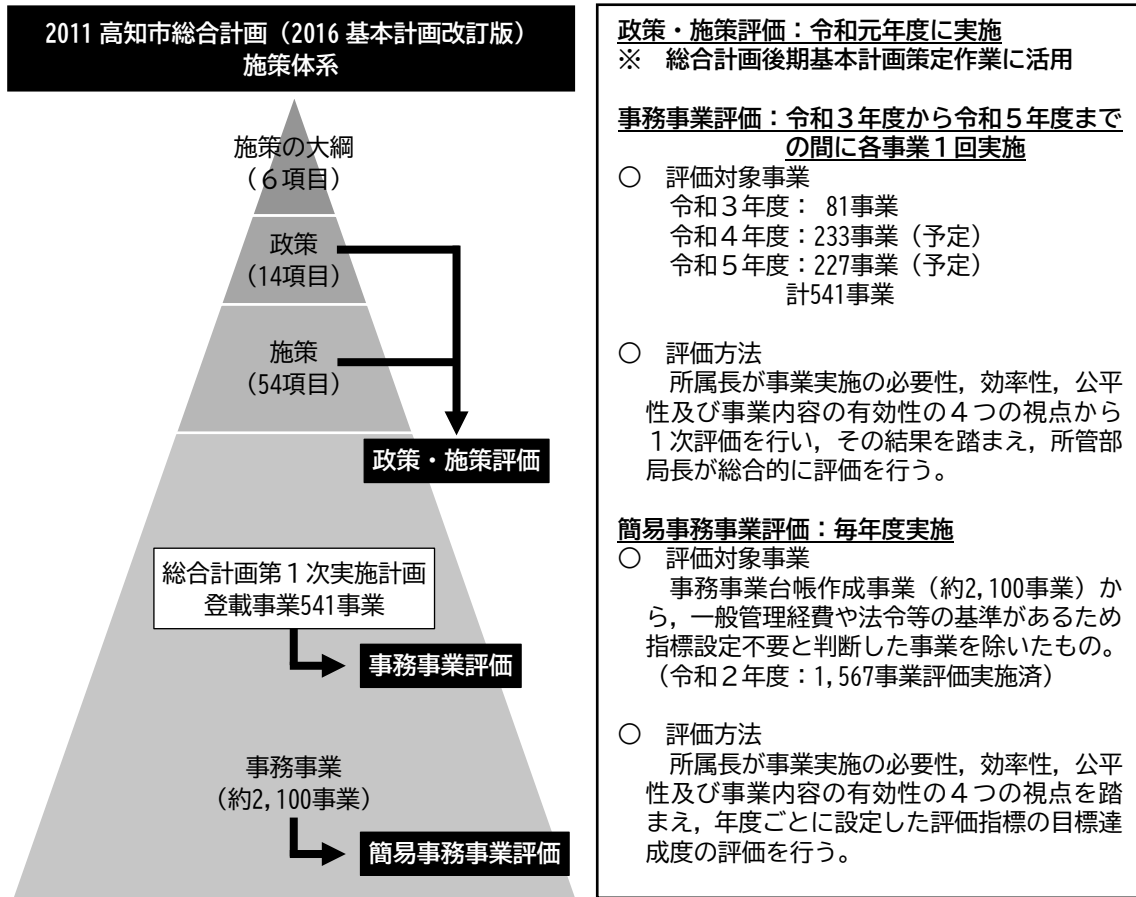 2011 高知市総合計画（2016 基本計画改訂版）
施策体系
施策の大綱
（６項目）
政策
（14項目）
施策
（54項目）
政策・施策評価
総合計画第１次実施計画
登載事業541事業
事務事業評価
事務事業
（約2,100事業）
簡易事務事業評価
政策・施策評価：令和元年度に実施
※　総合計画後期基本計画策定作業に活用
事務事業評価：令和３年度から令和５年度まで
の間に各事業１回実施
○　評価対象事業
令和３年度： 81事業
令和４年度：233事業（予定）
令和５年度：227事業（予定）
計541事業
○　評価方法
所属長が事業実施の必要性，効率性，公平
性及び事業内容の有効性の４つの視点から
１次評価を行い，その結果を踏まえ，所管部
局長が総合的に評価を行う。
簡易事務事業評価：毎年度実施
○　評価対象事業
事務事業台帳作成事業（約2,100事業）か
ら，一般管理経費や法令等の基準があるため
指標設定不要と判断した事業を除いたもの。
（令和２年度：1,567事業評価実施済）
○　評価方法
所属長が事業実施の必要性，効率性，公平
性及び事業内容の有効性の４つの視点を踏
まえ，年度ごとに設定した評価指標の目標達
成度の評価を行う。